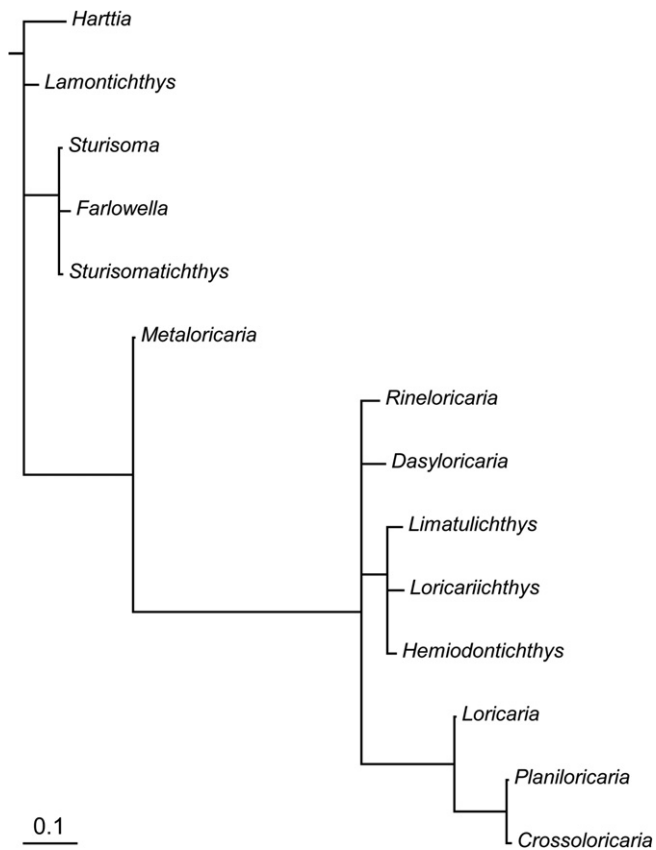 Harttia
Lamontichthys
Sturisoma
Farlowella
Sturisomatichthys
Metaloricaria
Rineloricaria
Dasyloricaria
Limatulichthys
Loricariichthys
Hemiodontichthys
Loricaria
Planiloricaria
Crossoloricaria
0.1